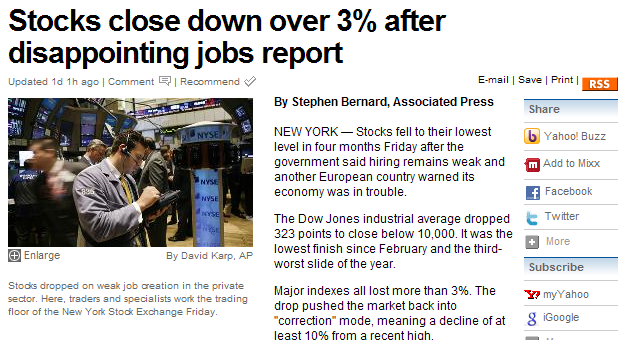 Stocks close down over 3% after
disappointing jobs report
Updated 1d 1h ago | Comment | Recommend
E-mail | Save | Print | RSS
NYSE
NYSE
NYSE
NYSE
Enlarge
By David Karp, AP
Stocks dropped on weak job creation in the private
sector. Here, traders and specialists work the trading
floor of the New York Stock Exchange Friday.
By Stephen Bernard, Associated Press
NEW YORK — Stocks fell to their lowest
level in four months Friday after the
government said hiring remains weak and
another European country warned its
economy was in trouble.
The Dow Jones industrial average dropped
323 points to close below 10,000. It was the
lowest finish since February and the third-
worst slide of the year.
Major indexes all lost more than 3%. The
drop pushed the market back into
"correction" mode, meaning a decline of at
least 10% from a recent high.
Share
Yahoo! Buzz
Add to Mixx
Facebook
Twitter
More
Subscribe
myYahoo
iGoogle